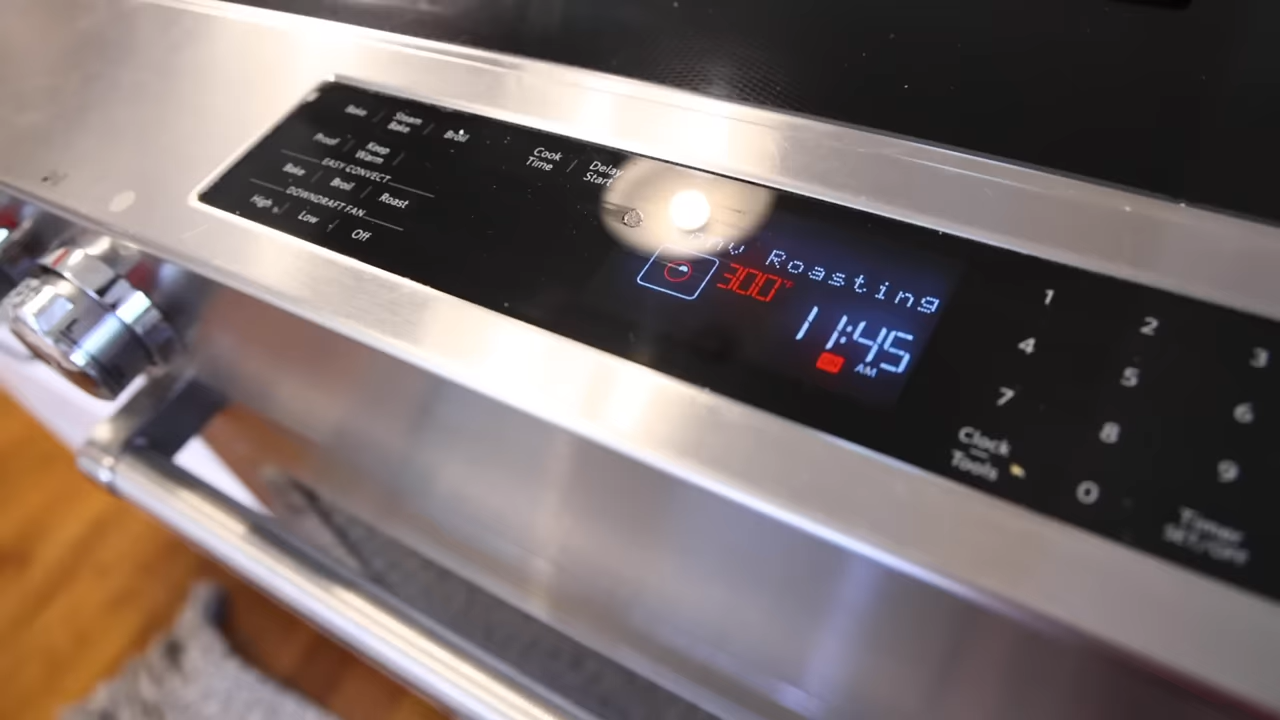 Bake Steam Bake Broil
Proof Keep Warm
EASY CONVECT
Bake Broil Roast
DOWNDRAFT FAN
High Low Off
Cook Time
Delay Start
Roasting
300°F
11:45
AM
1 2 3
4 5 6
7 8 9
0
Clock
Tools
Timer
SET/OFF